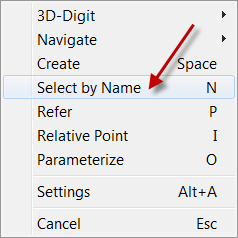 3D-Digit
Navigate
Create Space
Select by Name N
Refer P
Relative Point I
Parameterize O
Settings Alt+A
Cancel Esc